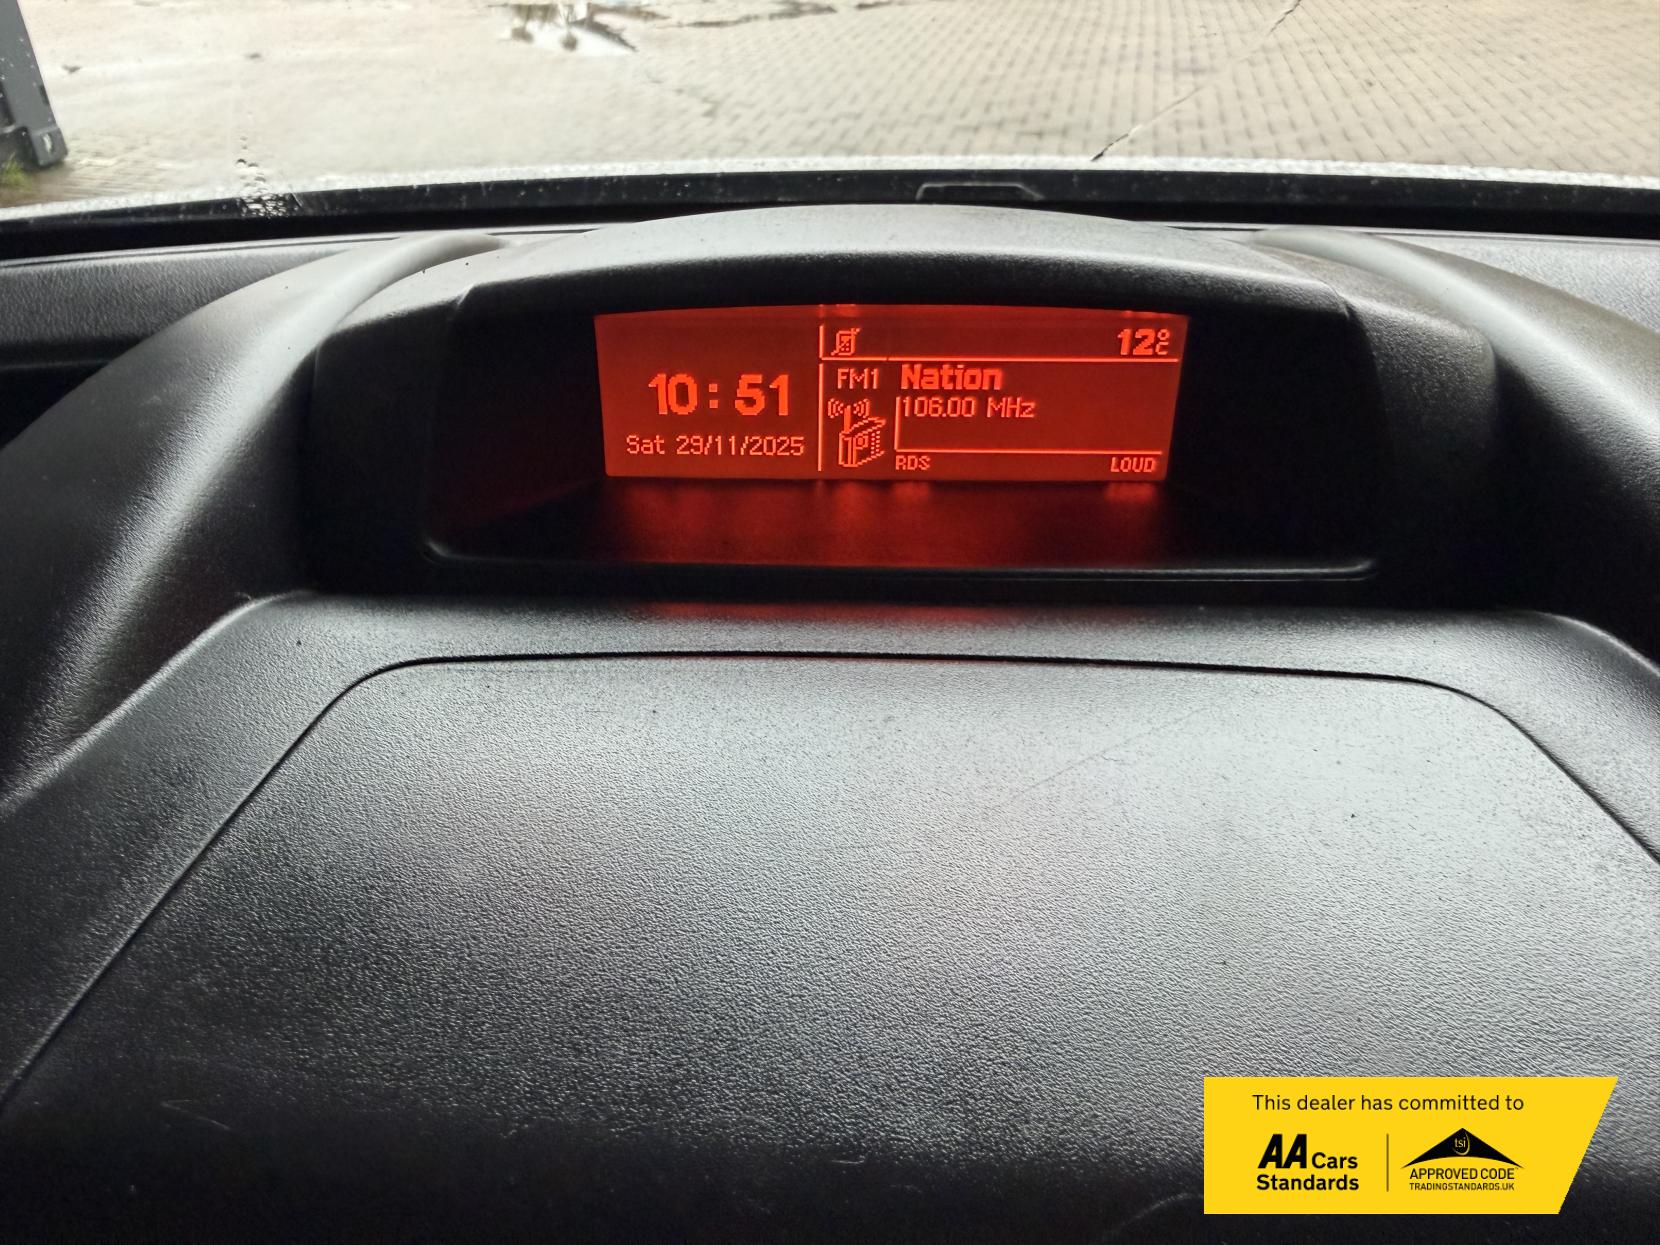 12°C
10:51
Sat 29/11/2025
FM1 Nation
106.00 MHz
RDS LOUD
This dealer has committed to
AA Cars
Standards
tsi
APPROVED CODE
TRADINGSTANDARDS.UK